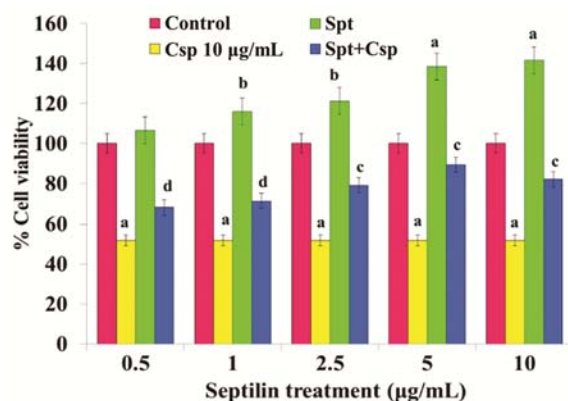 160
140
120
100
80
60
40
20
0
% Cell viability
Control
Spt
Csp 10 µg/mL
Spt+Csp
a
d
a
b
d
a
b
c
a
a
c
a
a
c
0.5 1 2.5 5 10
Septilin treatment (µg/mL)